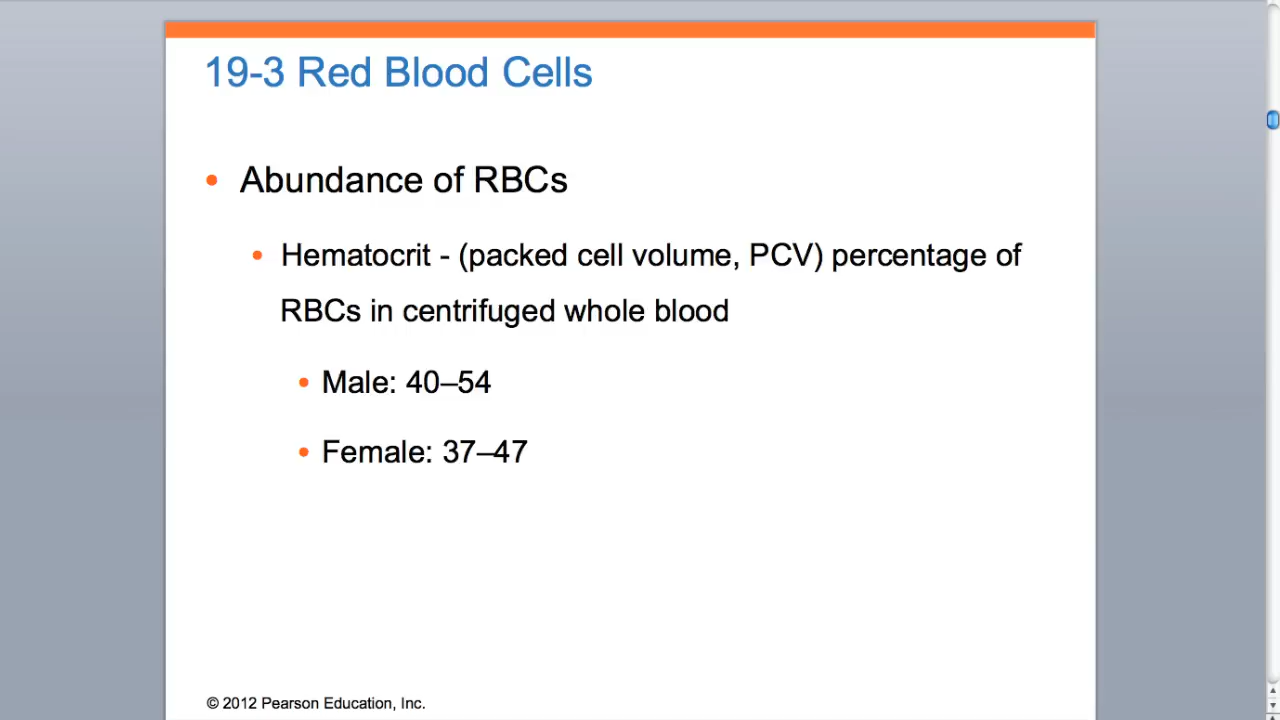 19-3 Red Blood Cells
• Abundance of RBCs
• Hematocrit - (packed cell volume, PCV) percentage of
RBCs in centrifuged whole blood
• Male: 40–54
• Female: 37–47
© 2012 Pearson Education, Inc.